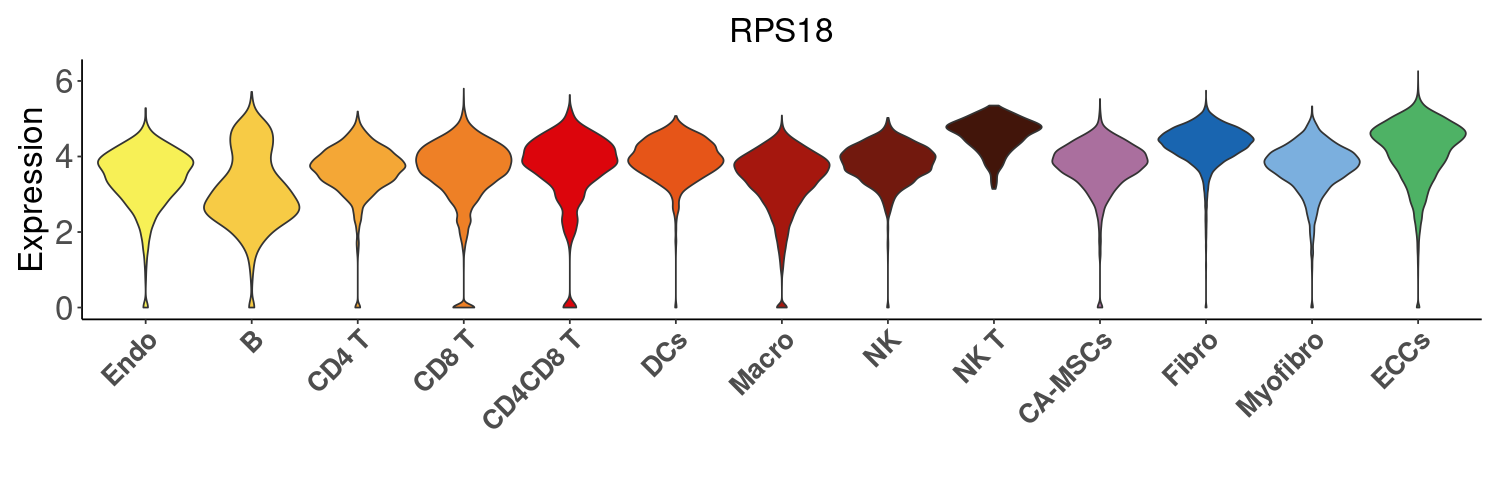 RPS18
Expression
6
4
2
0
Endo
B
CD4 T
CD8 T
CD4CD8 T
DCs
Macro
NK
NK T
CA-MSCs
Fibro
Myofibro
ECCs